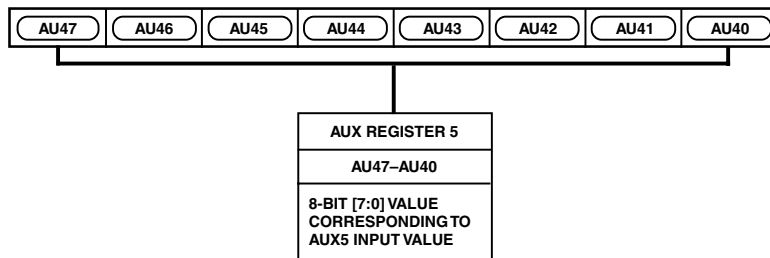 AU47 AU46 AU45 AU44 AU43 AU42 AU41 AU40
AUX REGISTER 5
AU47–AU40
8-BIT [7:0] VALUE
CORRESPONDING TO
AUX5 INPUT VALUE